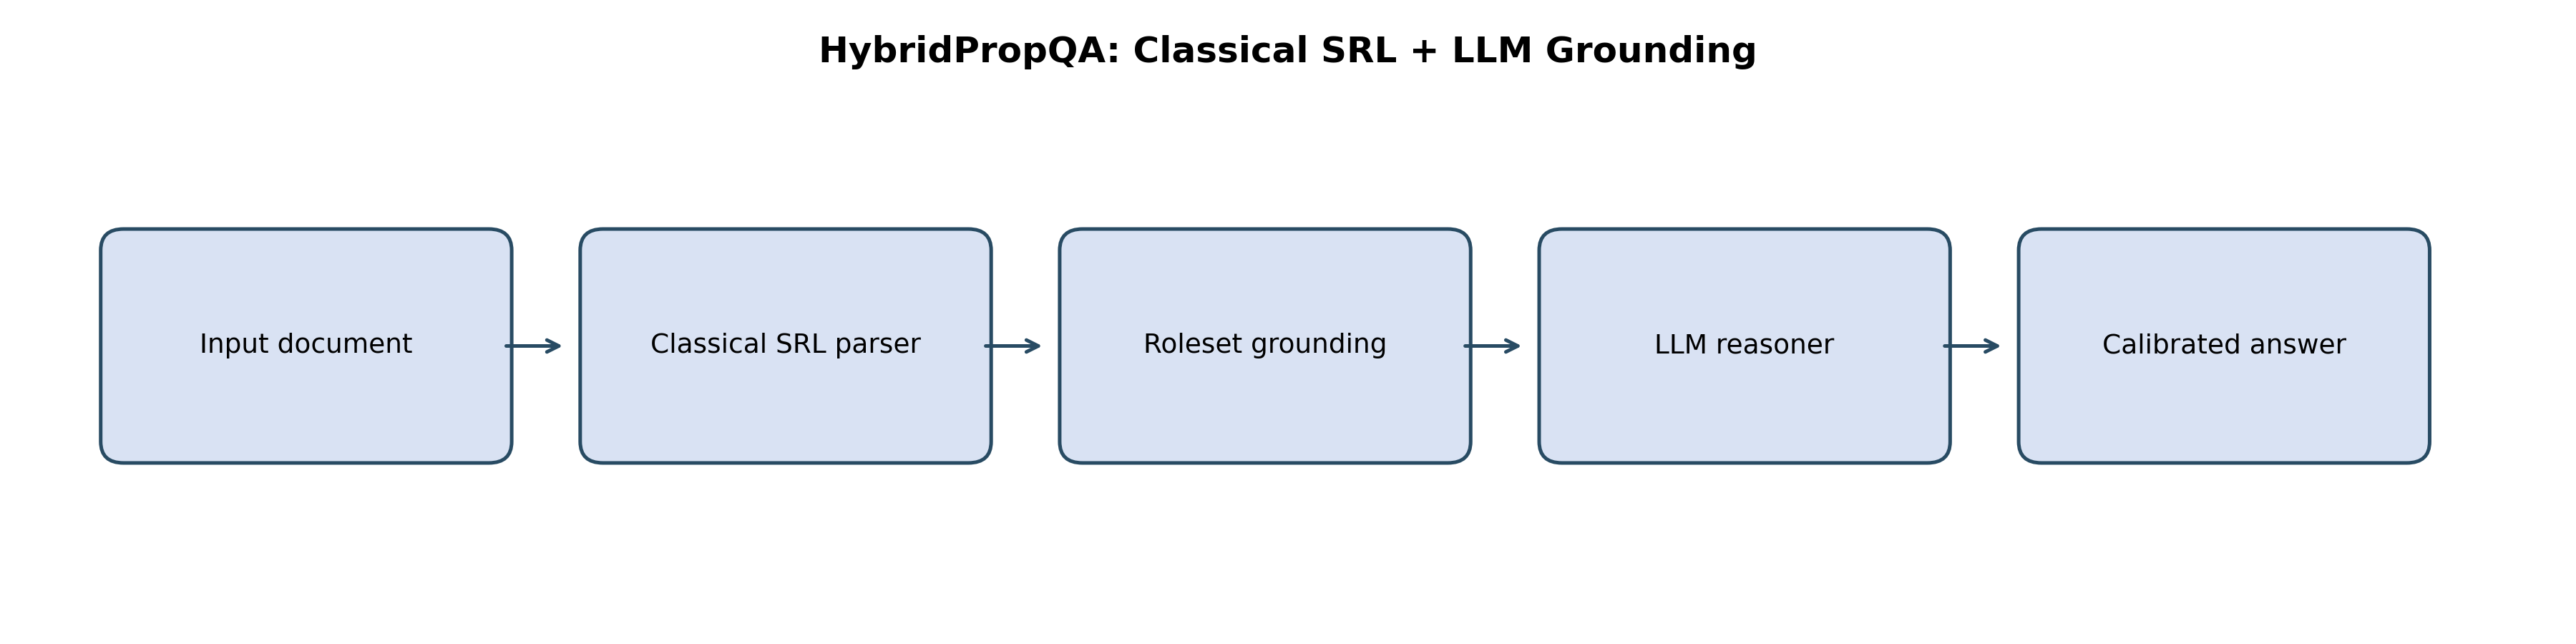 HybridPropQA: Classical SRL + LLM Grounding
Input document
Classical SRL parser
Roleset grounding
LLM reasoner
Calibrated answer